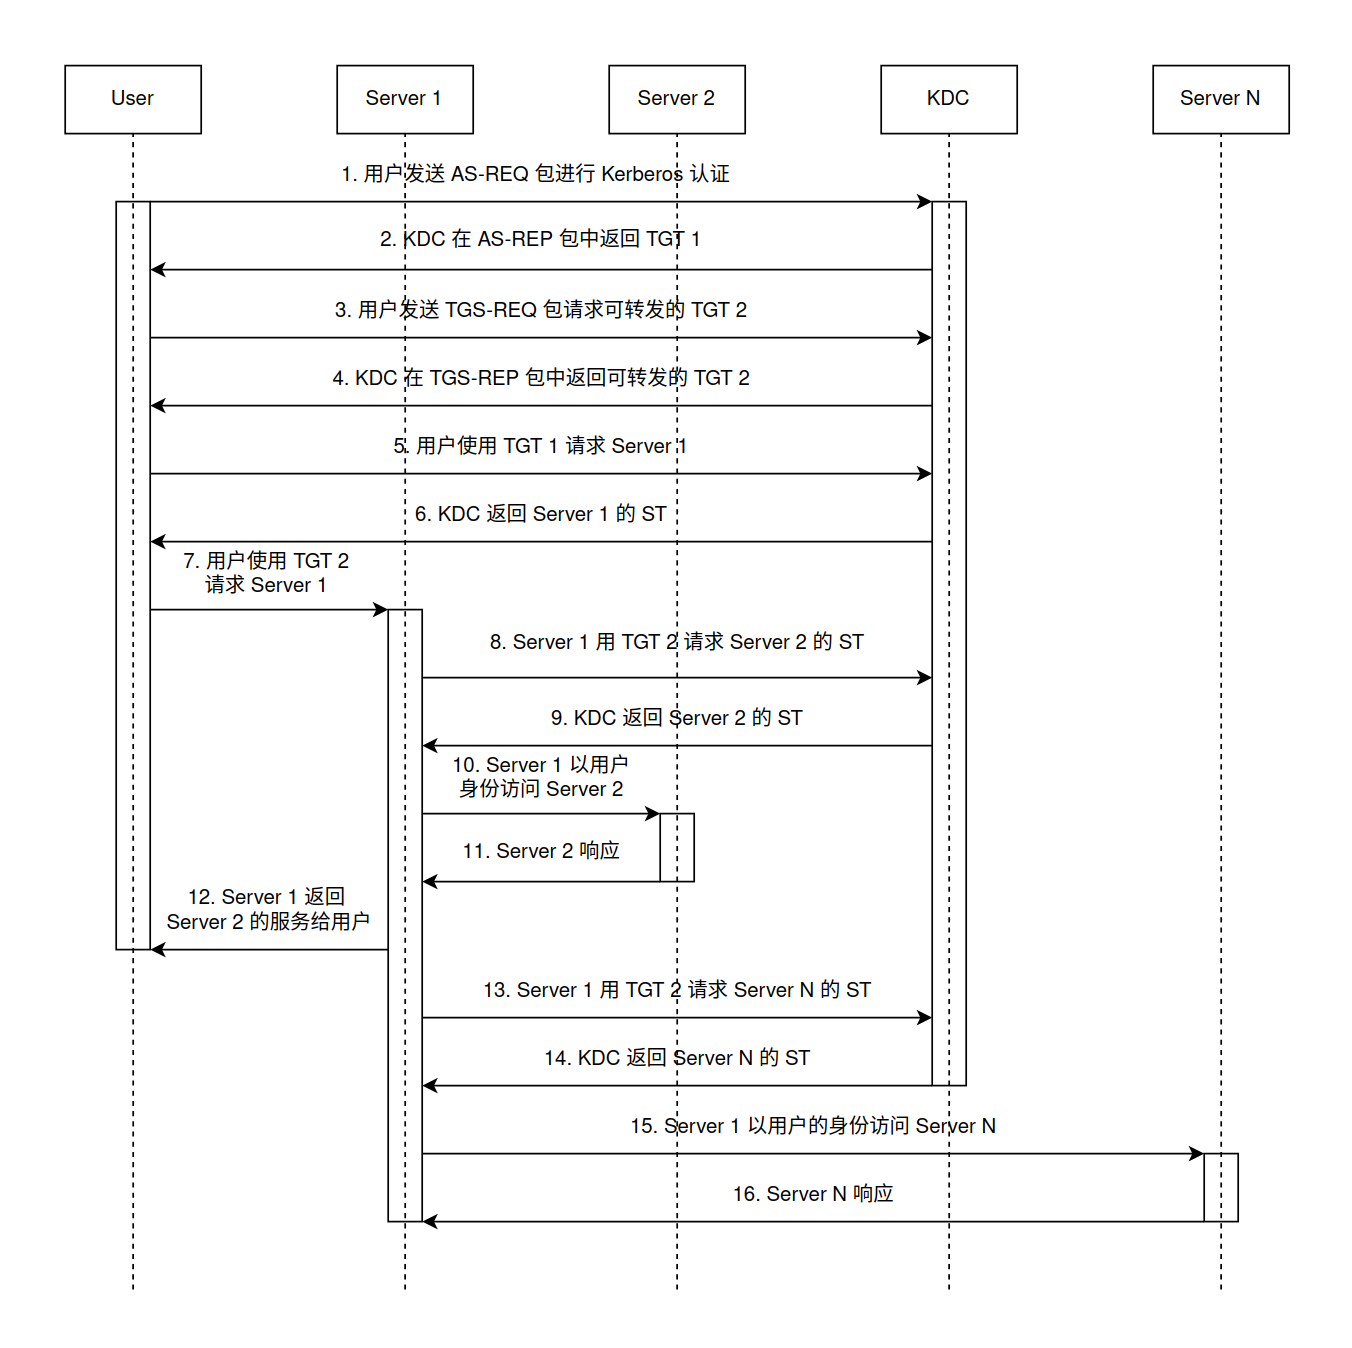 User
Server 1
Server 2
KDC
Server N
1. 用户发送 AS-REQ 包进行 Kerberos 认证
2. KDC 在 AS-REP 包中返回 TGT 1
3. 用户发送 TGS-REQ 包请求可转发的 TGT 2
4. KDC 在 TGS-REP 包中返回可转发的 TGT 2
5. 用户使用 TGT 1 请求 Server 1
6. KDC 返回 Server 1 的 ST
7. 用户使用 TGT 2
请求 Server 1
8. Server 1 用 TGT 2 请求 Server 2 的 ST
9. KDC 返回 Server 2 的 ST
10. Server 1 以用户
身份访问 Server 2
11. Server 2 响应
12. Server 1 返回
Server 2 的服务给用户
13. Server 1 用 TGT 2 请求 Server N 的 ST
14. KDC 返回 Server N 的 ST
15. Server 1 以用户的身份访问 Server N
16. Server N 响应